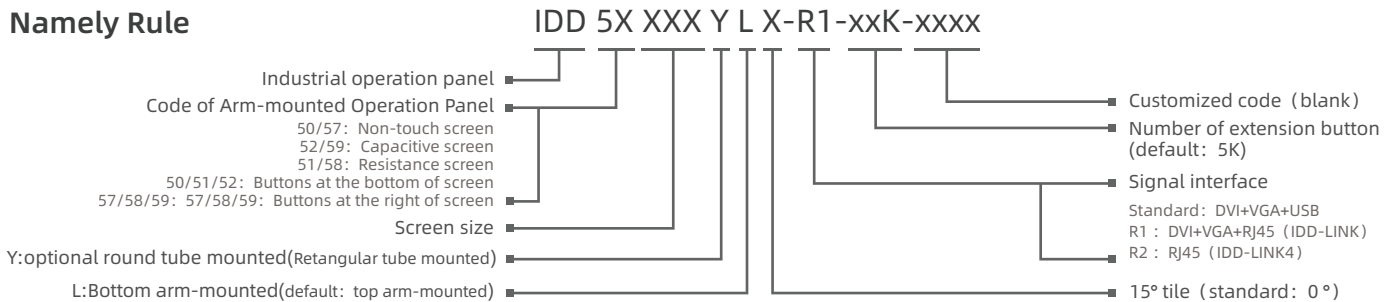 Namely Rule
IDD 5X XXX Y L X-R1-xxK-xxxx
Industrial operation panel
Code of Arm-mounted Operation Panel
50/57: Non-touch screen
52/59: Capacitive screen
51/58: Resistance screen
50/51/52: Buttons at the bottom of screen
57/58/59: 57/58/59: Buttons at the right of screen
Screen size
Y:optional round tube mounted(Retangular tube mounted)
L:Bottom arm-mounted(default: top arm-mounted)
Customized code (blank)
Number of extension button
(default: 5K)
Signal interface
Standard: DVI+VGA+USB
R1 : DVI+VGA+RJ45 (IDD-LINK)
R2 : RJ45 (IDD-LINK4)
15° tile (standard: 0°)